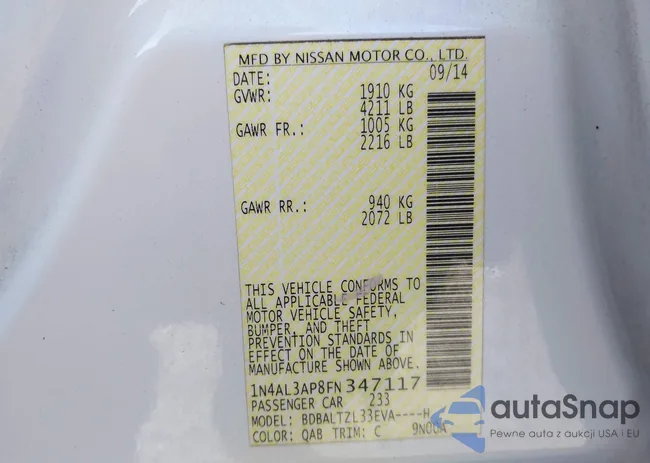 MFD BY NISSAN MOTOR CO., LTD.
DATE: 09/14
GVWR: 1910 KG
4211 LB
GAWR FR.: 1005 KG
2216 LB
GAWR RR.: 940 KG
2072 LB
THIS VEHICLE CONFORMS TO
ALL APPLICABLE FEDERAL
MOTOR VEHICLE SAFETY,
BUMPER, AND THEFT
PREVENTION STANDARDS IN
EFFECT ON THE DATE OF
MANUFACTURE SHOWN ABOVE.
1N4AL3AP8FN347117
PASSENGER CAR 233
MODEL: BDBALTZL33EVA----H
COLOR: QAB TRIM: C 9N00A
autoSnap
Pewne auta z aukcji USA i EU